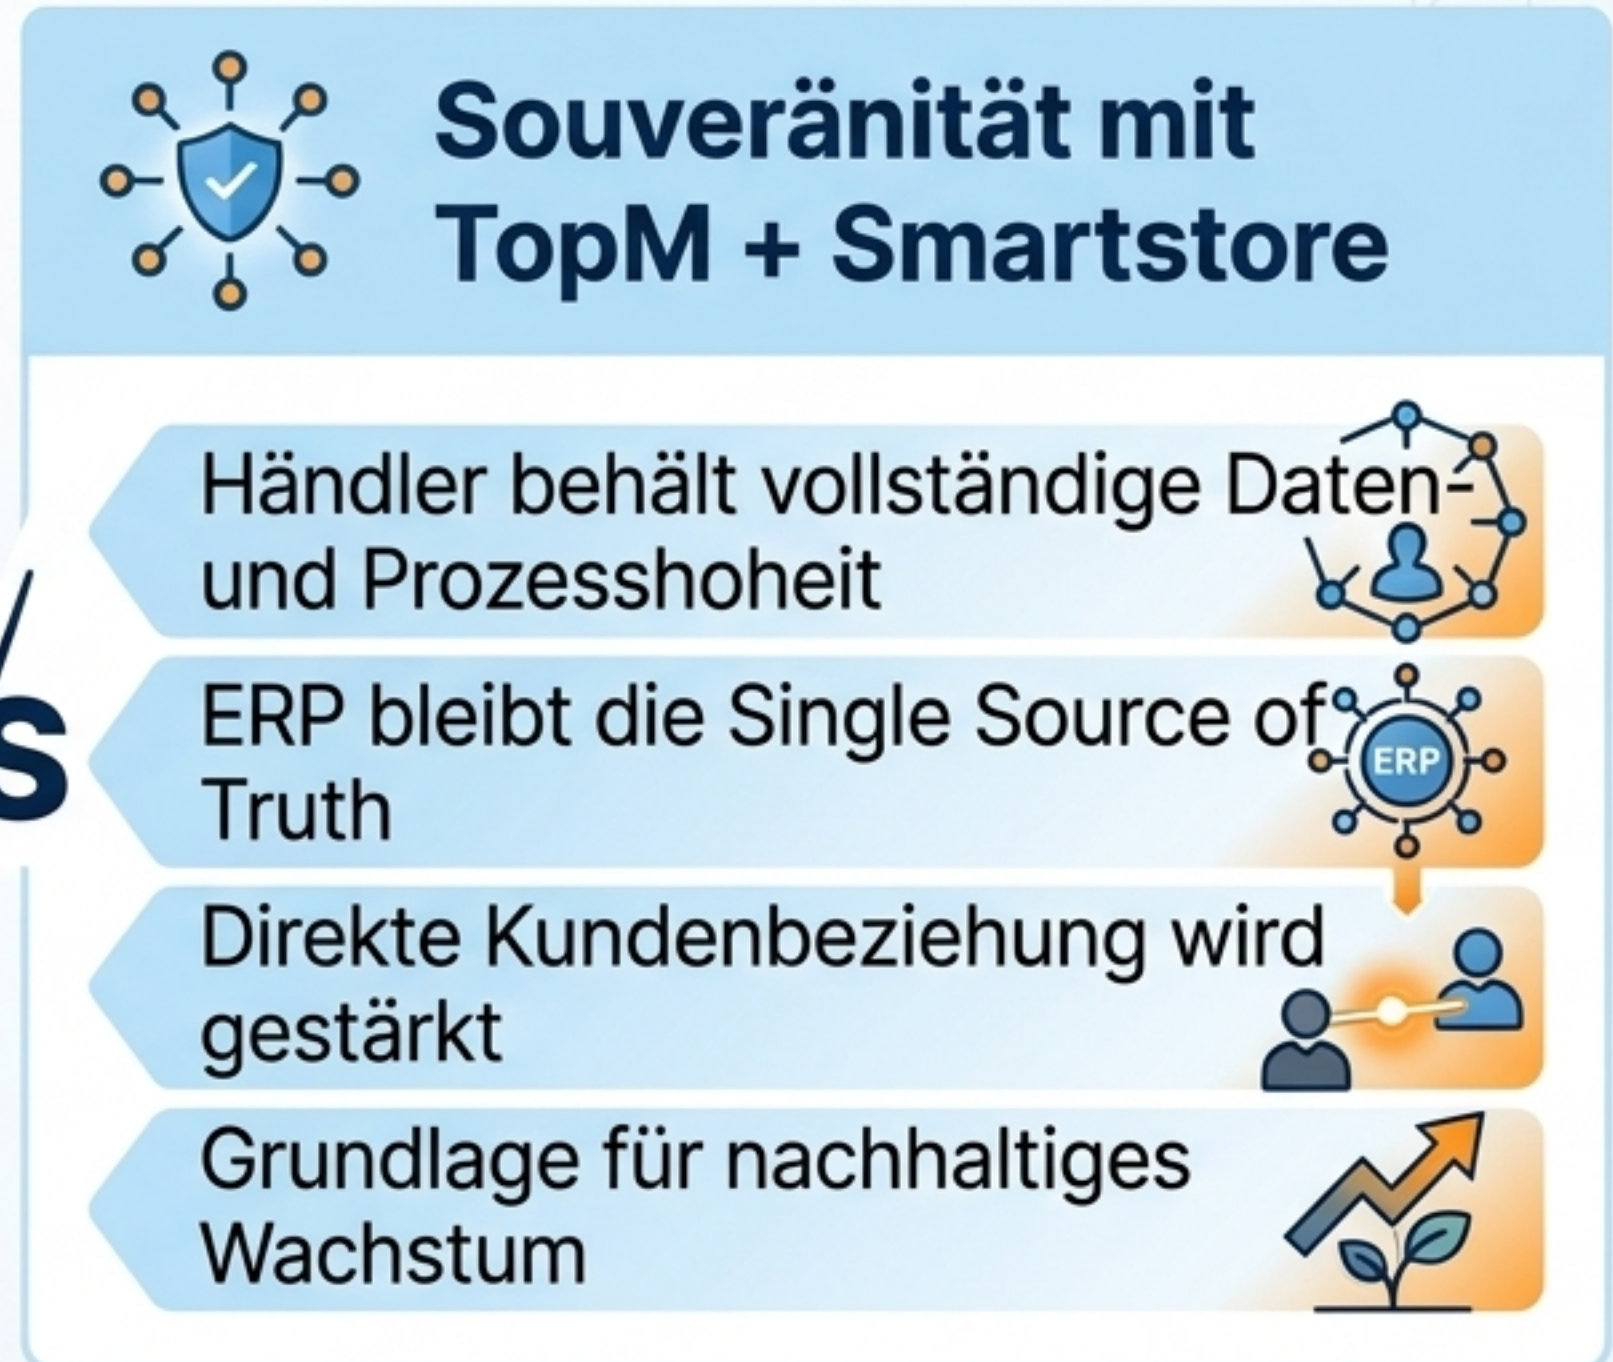 Souveränität mit
TopM + Smartstore
Händler behält vollständige Daten-
und Prozesshoheit
ERP bleibt die Single Source of
Truth
ERP
Direkte Kundenbeziehung wird
gestärkt
Grundlage für nachhaltiges
Wachstum